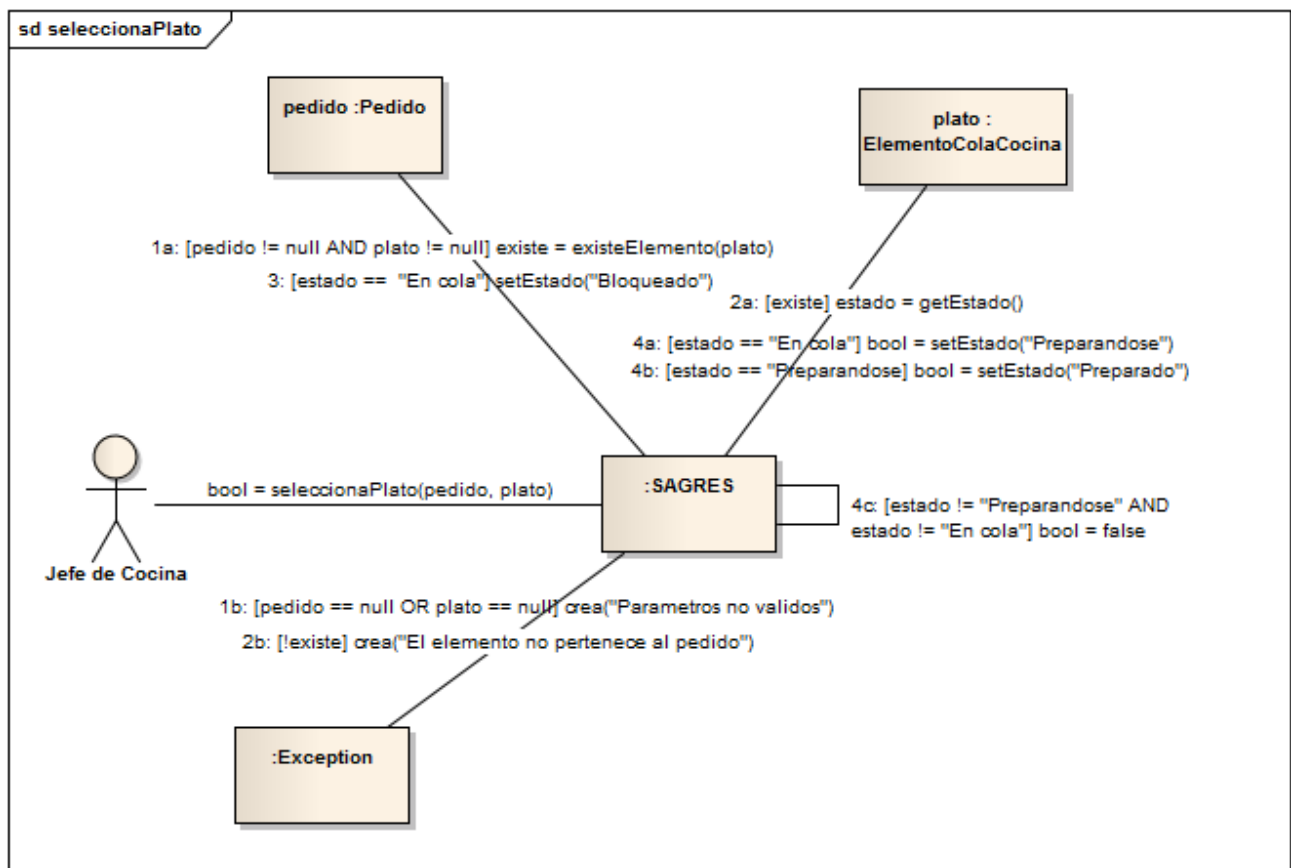 sd seleccionaPlato
pedido :Pedido
plato :
ElementoColaCocina
1a: [pedido != null AND plato != null] existe = existeElemento(plato)
3: [estado == "En cola"] setEstado("Bloqueado")
2a: [existe] estado = getEstado()
4a: [estado == "En cola"] bool = setEstado("Preparandose")
4b: [estado == "Preparandose] bool = setEstado("Preparado")
:SAGRES
bool = seleccionaPlato(pedido, plato)
4c: [estado != "Preparandose" AND
estado != "En cola"] bool = false
Jefe de Cocina
1b: [pedido == null OR plato == null] crea("Parametros no validos")
2b: [!existe] crea("El elemento no pertenece al pedido")
:Exception